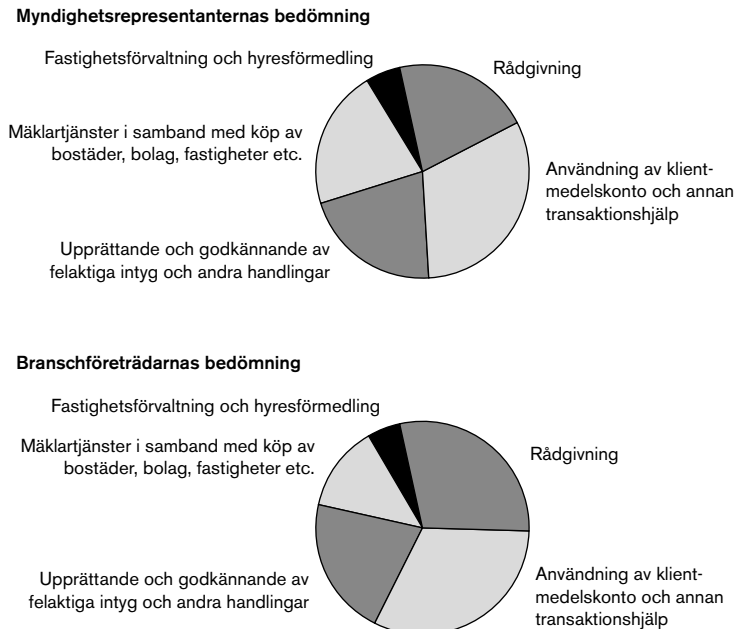 Myndighetsrepresentanternas bedömning
Fastighetsförvaltning och hyresförmedling
Rådgivning
Mäklartjänster i samband med köp av
bostäder, bolag, fastigheter etc.
Användning av klient-
medelskonto och annan
transaktionshjälp
Upprättande och godkännande av
felaktiga intyg och andra handlingar
Branschföreträdarnas bedömning
Fastighetsförvaltning och hyresförmedling
Mäklartjänster i samband med köp av
bostäder, bolag, fastigheter etc.
Rådgivning
Upprättande och godkännande av
felaktiga intyg och andra handlingar
Användning av klient-
medelskonto och annan
transaktionshjälp